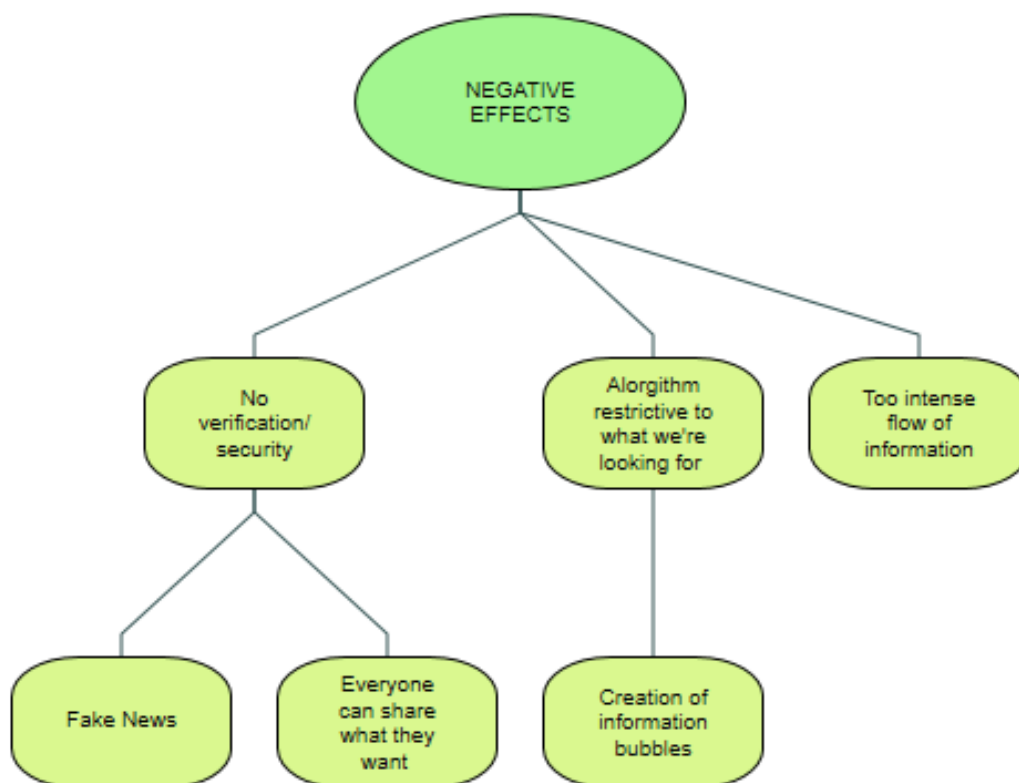 NEGATIVE
EFFECTS
No
verification/
security
Alorgithm
restrictive to
what we're
looking for
Too intense
flow of
information
Fake News
Everyone
can share
what they
want
Creation of
information
bubbles